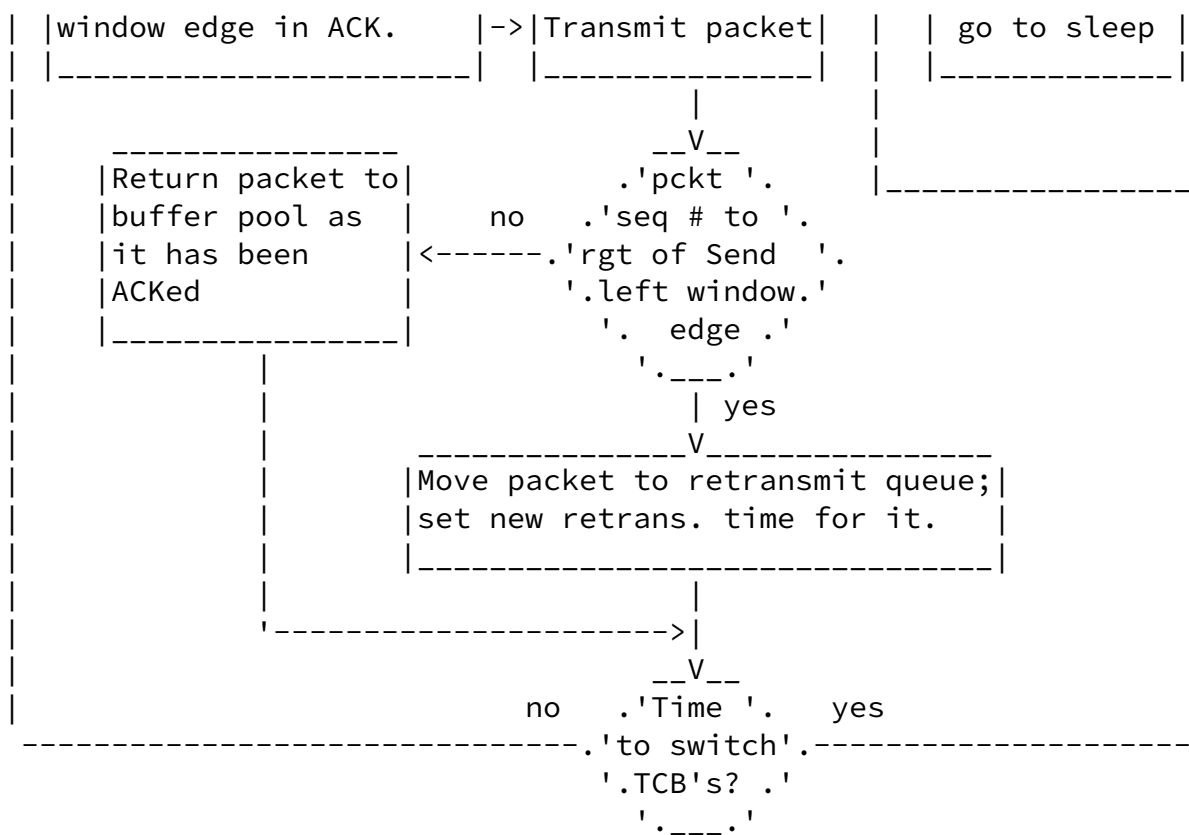 window edge in ACK.
Transmit packet
go to sleep
Return packet to
buffer pool as
it has been
ACKed
no
pckt
seq # to
rgt of Send
left window
edge
yes
Move packet to retransmit queue;
set new retrans. time for it.
no
Time
to switch
TCB's?
yes